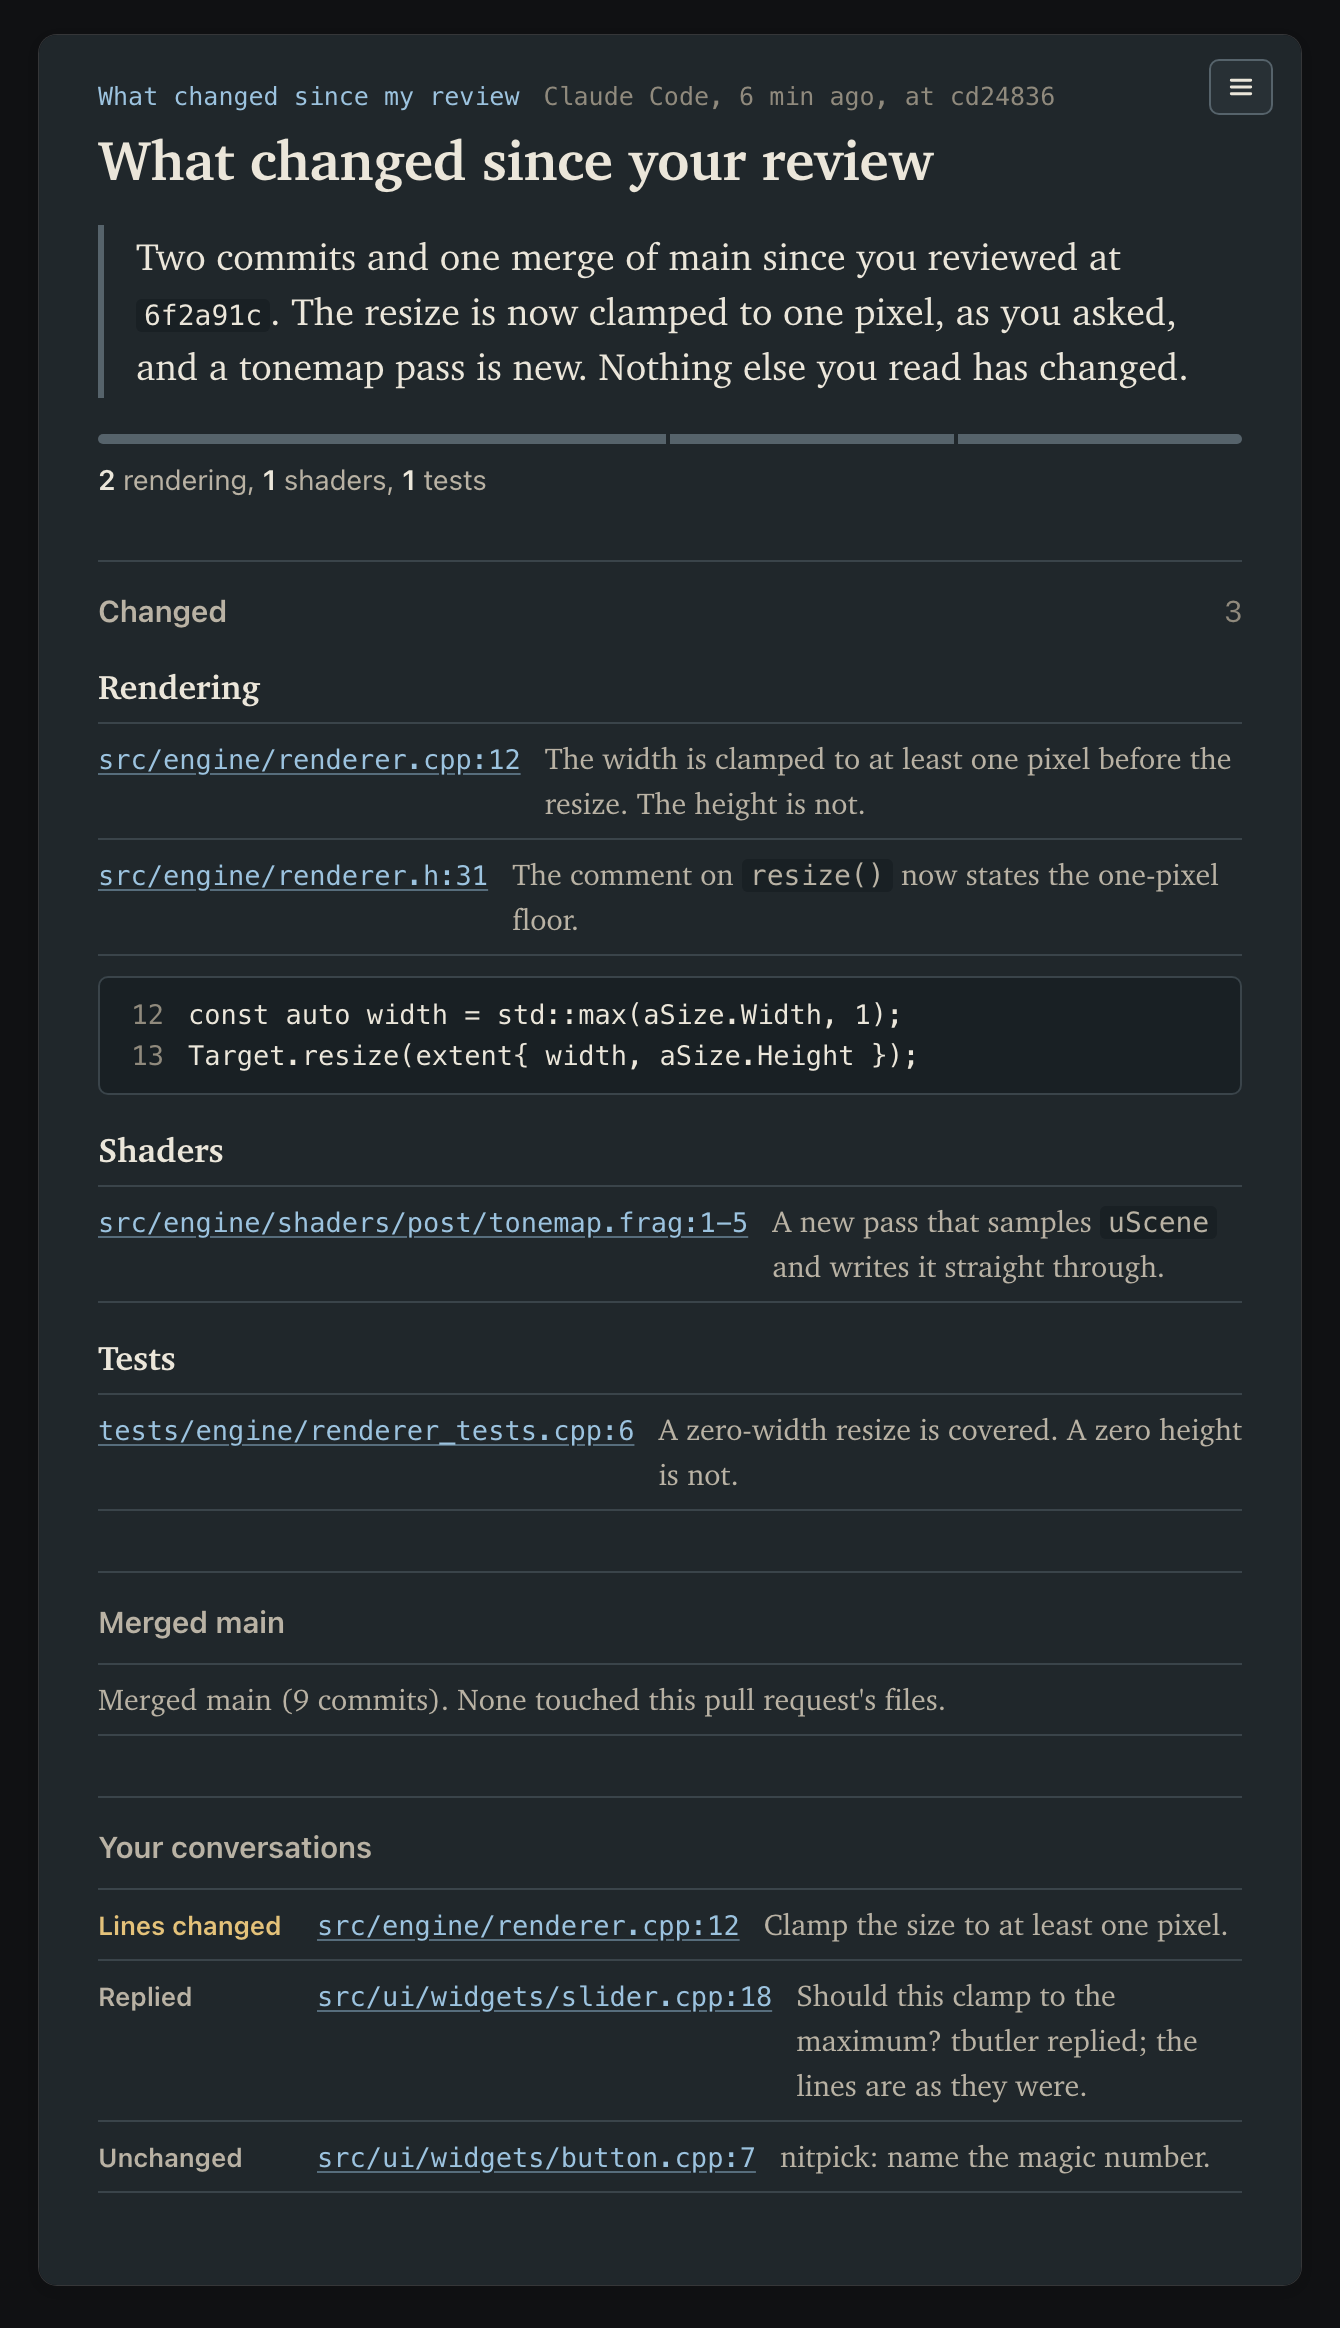 What changed since my review Claude Code, 6 min ago, at cd24836
What changed since your review
Two commits and one merge of main since you reviewed at
6f2a91c. The resize is now clamped to one pixel, as you asked,
and a tonemap pass is new. Nothing else you read has changed.
2 rendering, 1 shaders, 1 tests
Changed 3
Rendering
src/engine/renderer.cpp:12 The width is clamped to at least one pixel before the
resize. The height is not.
src/engine/renderer.h:31 The comment on resize() now states the one-pixel
floor.
12 const auto width = std::max(aSize.Width, 1);
13 Target.resize(extent{ width, aSize.Height });
Shaders
src/engine/shaders/post/tonemap.frag:1–5 A new pass that samples uScene
and writes it straight through.
Tests
tests/engine/renderer_tests.cpp:6 A zero-width resize is covered. A zero height
is not.
Merged main
Merged main (9 commits). None touched this pull request's files.
Your conversations
Lines changed src/engine/renderer.cpp:12 Clamp the size to at least one pixel.
Replied src/ui/widgets/slider.cpp:18 Should this clamp to the
maximum? tbutler replied; the
lines are as they were.
Unchanged src/ui/widgets/button.cpp:7 nitpick: name the magic number.